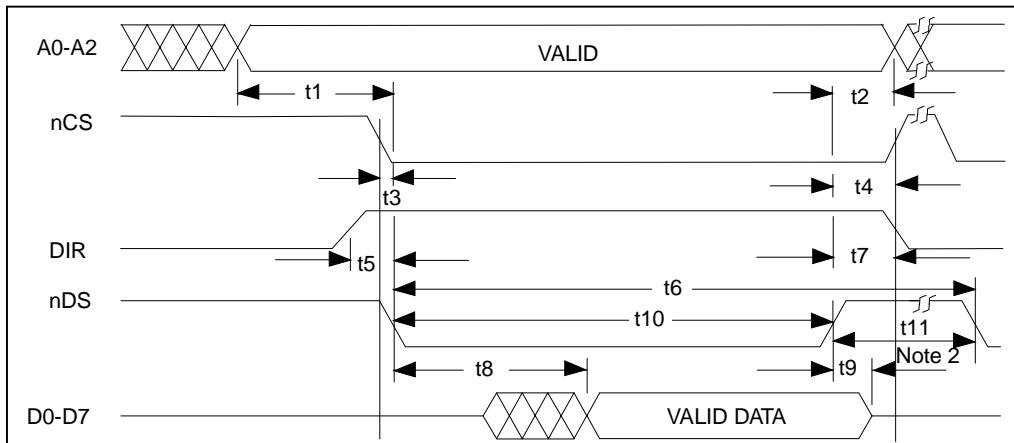 A0-A2
VALID
t1
t2
nCS
t3
t4
DIR
t5
t7
t6
nDS
t10
t11
Note 2
t8
t9
D0-D7
VALID DATA